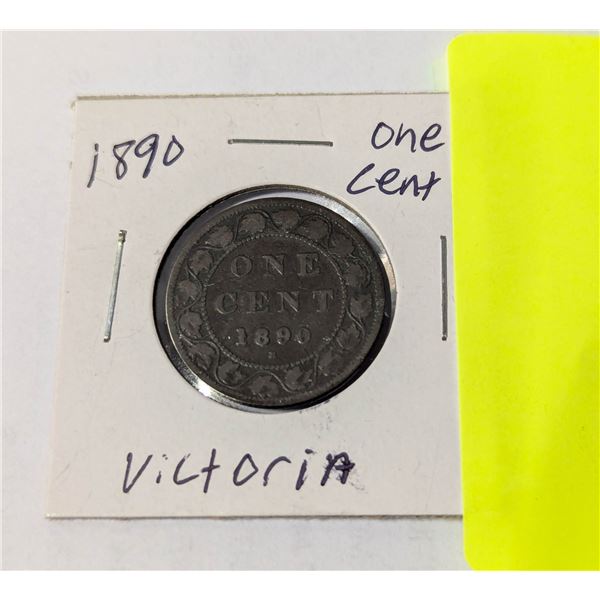 1890
one
cent
ONE
CENT
1890
H
Victoria